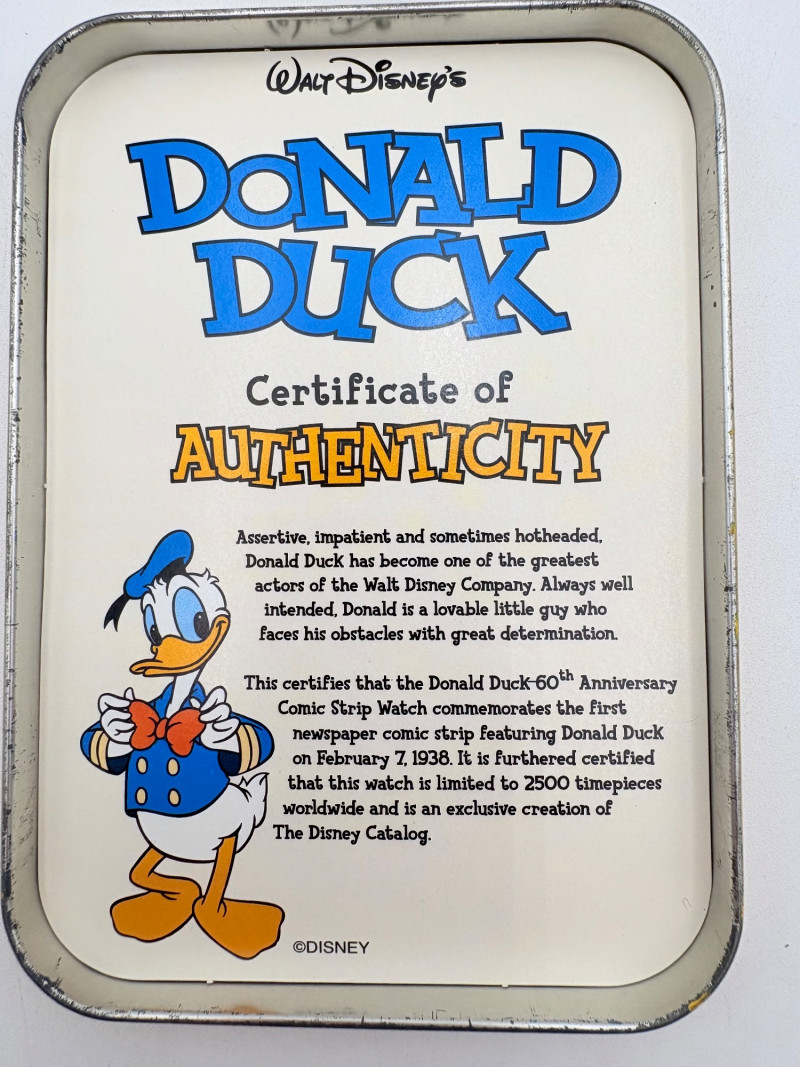 WALT DISNEY'S
DONALD
DUCK
Certificate of
AUTHENTICITY
Assertive, impatient and sometimes hotheaded,
Donald Duck has become one of the greatest
actors of the Walt Disney Company. Always well
intended, Donald is a lovable little guy who
faces his obstacles with great determination.
This certifies that the Donald Duck 60th Anniversary
Comic Strip Watch commemorates the first
newspaper comic strip featuring Donald Duck
on February 7, 1938. It is furthered certified
that this watch is limited to 2500 timepieces
worldwide and is an exclusive creation of
The Disney Catalog.
©DISNEY